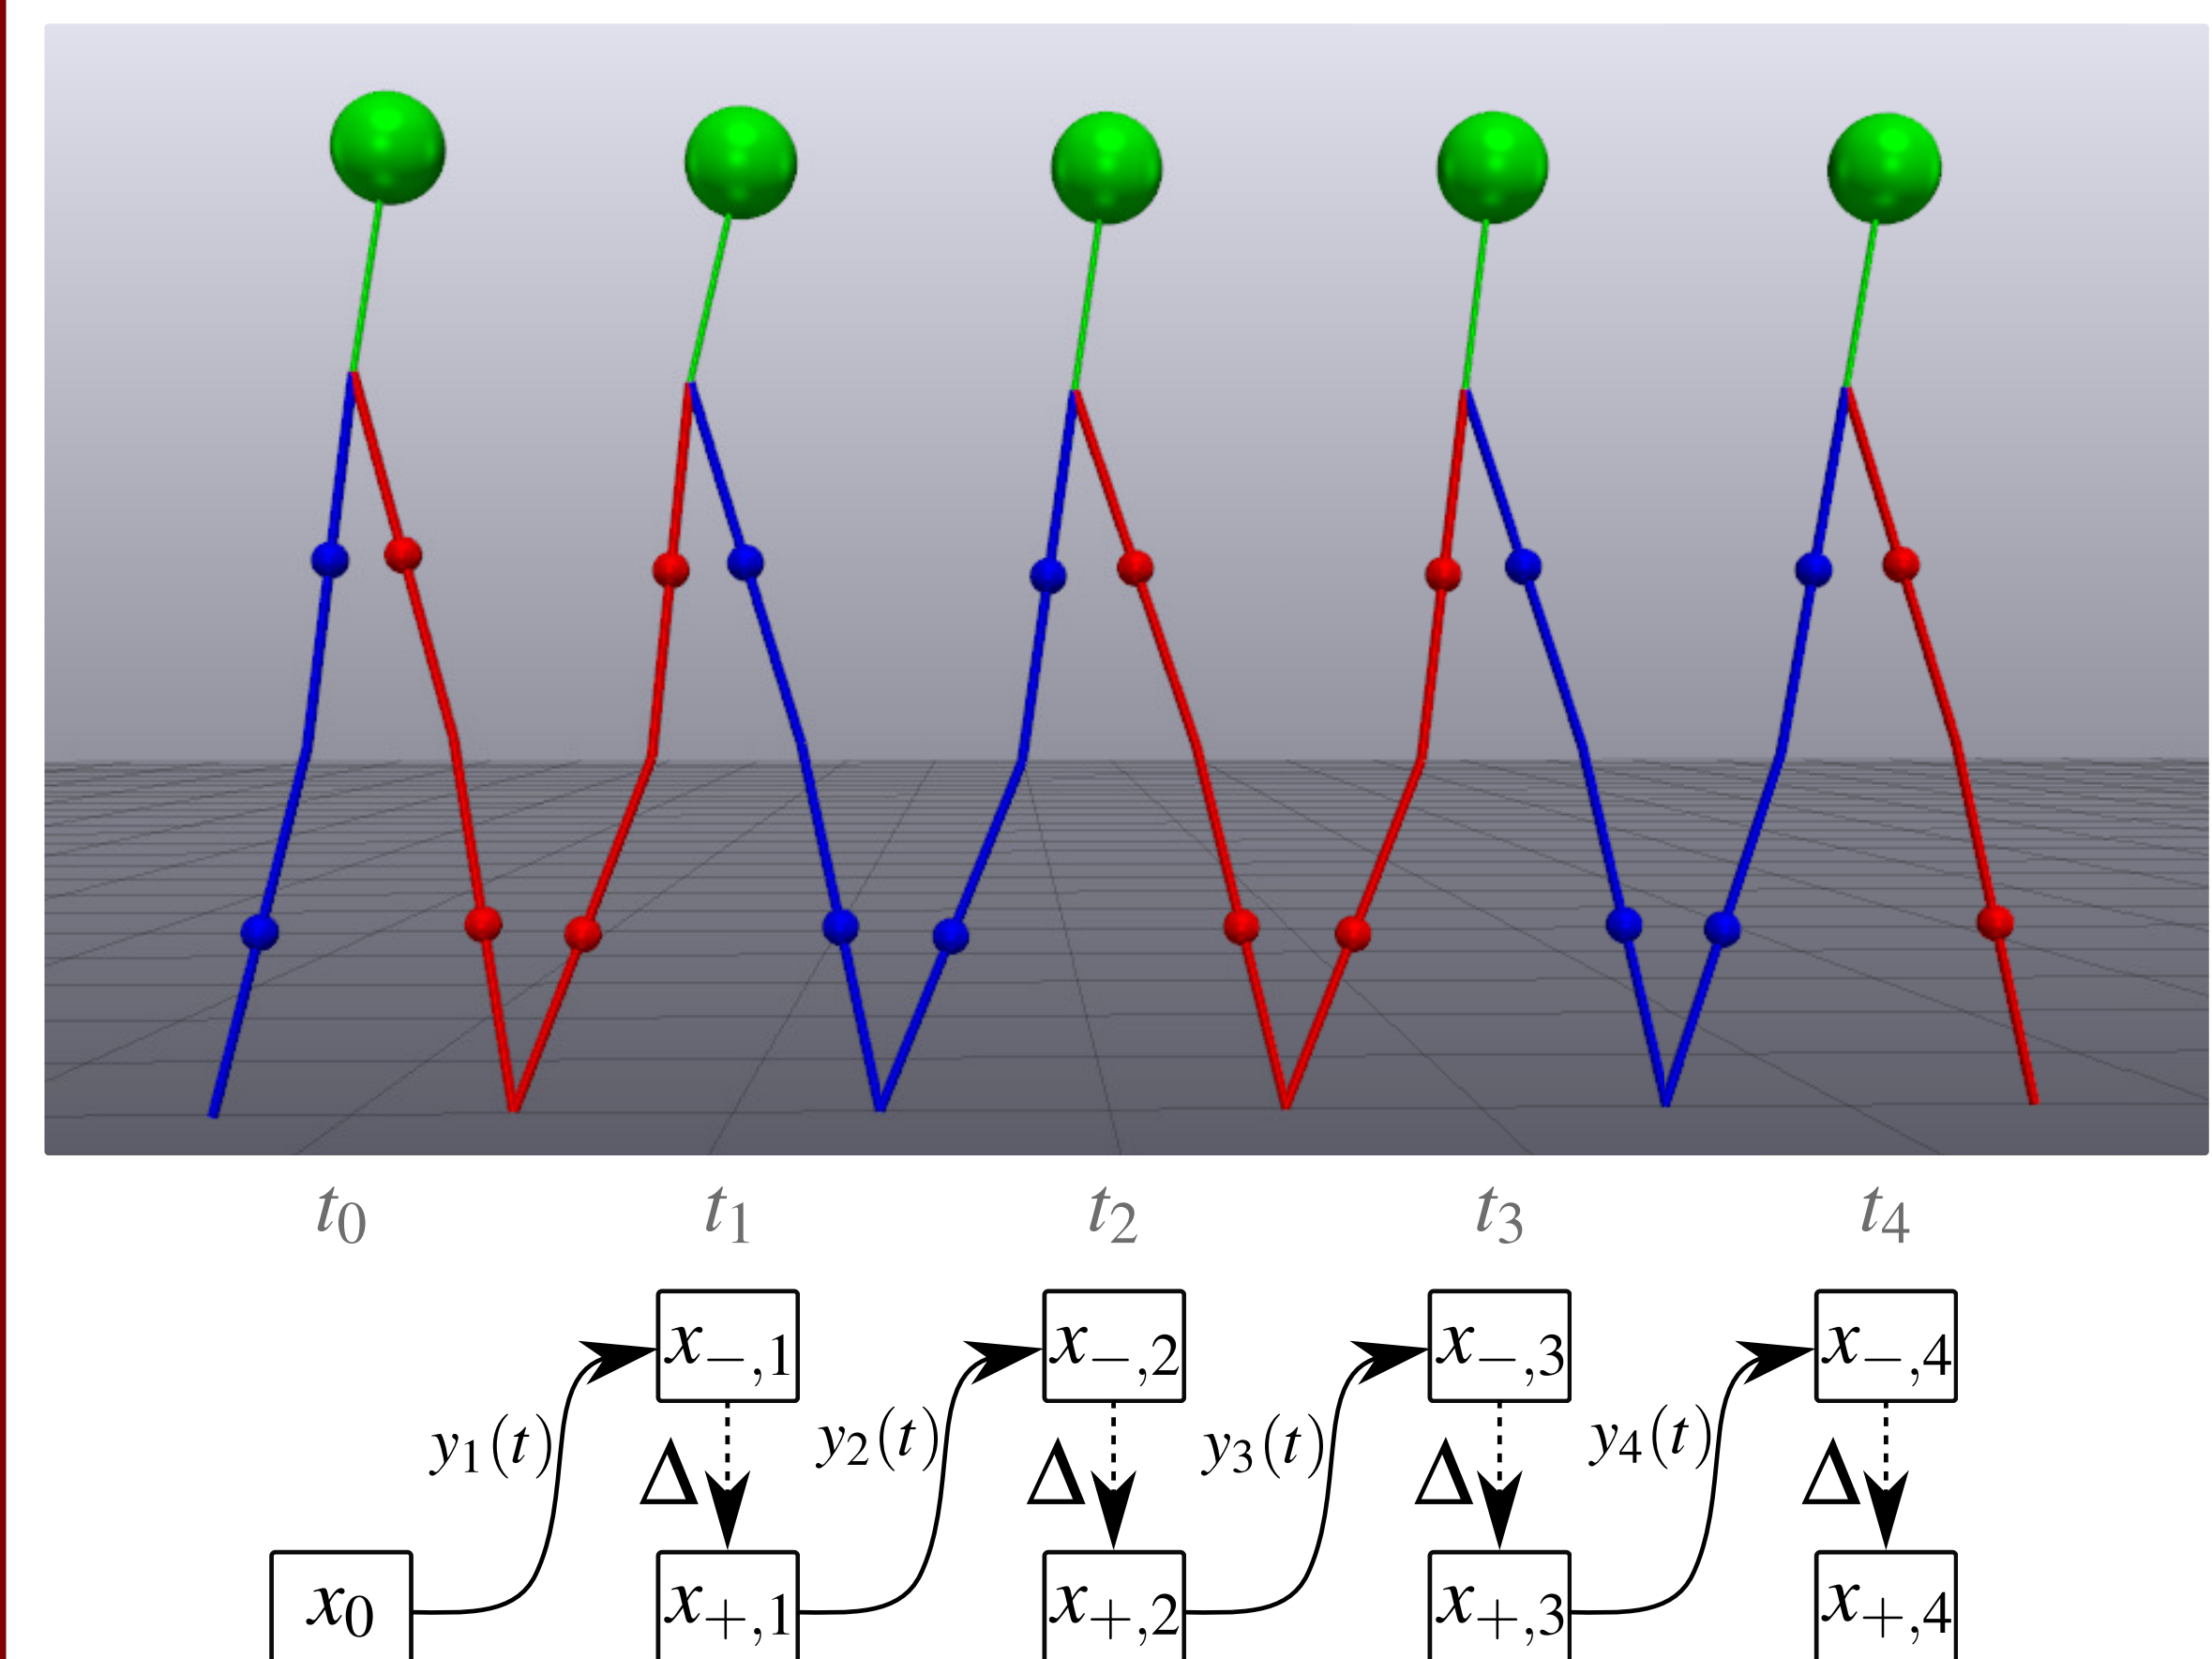 t0 t1 t2 t3 t4
x−,1 x−,2 x−,3 x−,4
y1(t) y2(t) y3(t) y4(t)
Δ Δ Δ Δ
x0 x+,1 x+,2 x+,3 x+,4